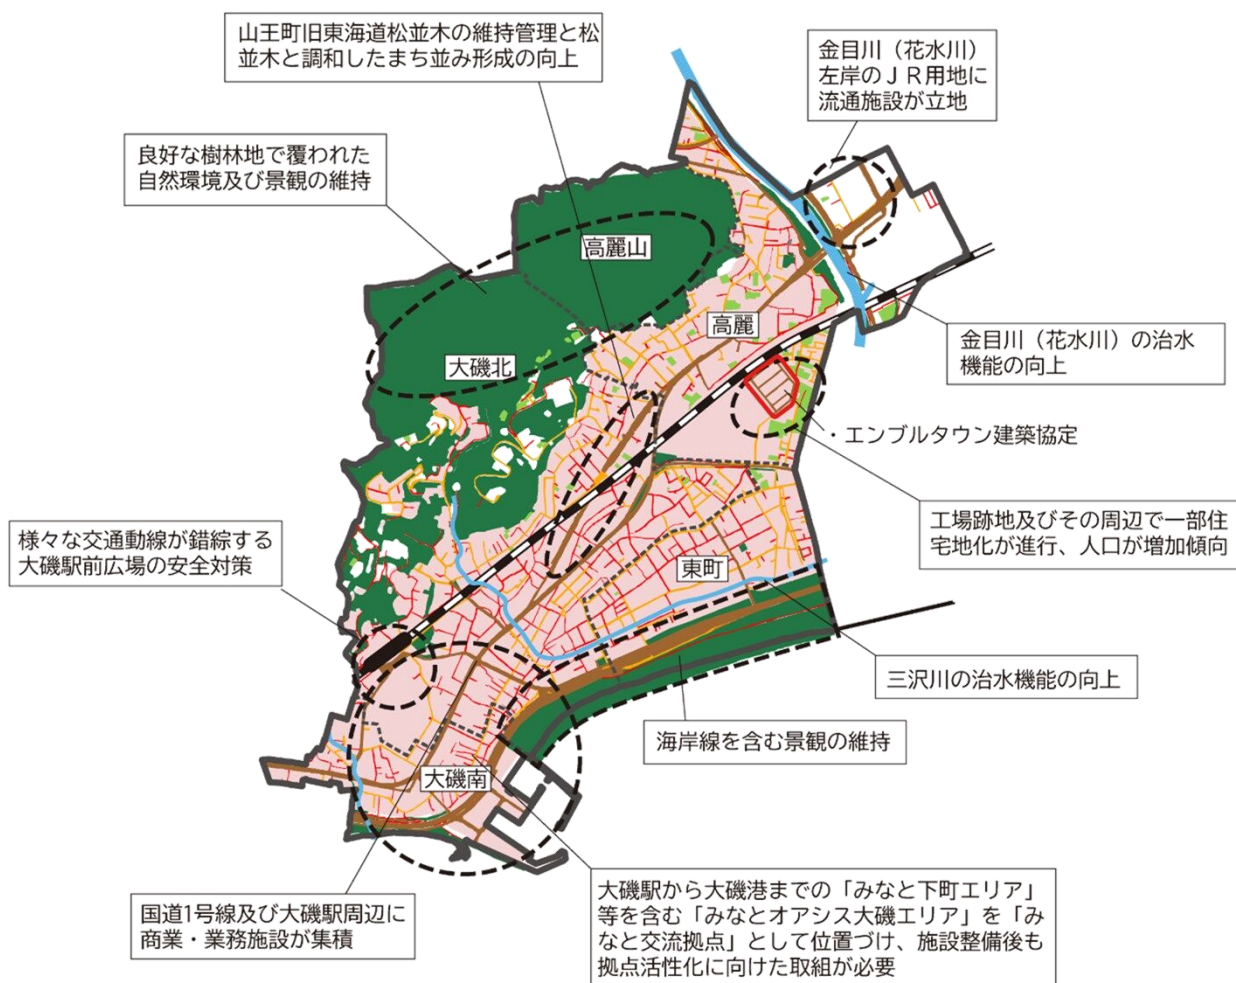 山王町旧東海道松並木の維持管理と松
並木と調和したまち並み形成の向上
金目川（花水川）
左岸のＪＲ用地に
流通施設が立地
良好な樹林地で覆われた
自然環境及び景観の維持
高麗山
高麗
大磯北
金目川（花水川）の治水
機能の向上
・エンブルタウン建築協定
工場跡地及びその周辺で一部住
宅地化が進行、人口が増加傾向
様々な交通動線が錯綜する
大磯駅前広場の安全対策
東町
三沢川の治水機能の向上
海岸線を含む景観の維持
大磯南
国道1号線及び大磯駅周辺に
商業・業務施設が集積
大磯駅から大磯港までの「みなと下町エリア」
等を含む「みなとオアシス大磯エリア」を「み
なと交流拠点」として位置づけ、施設整備後も
拠点活性化に向けた取組が必要